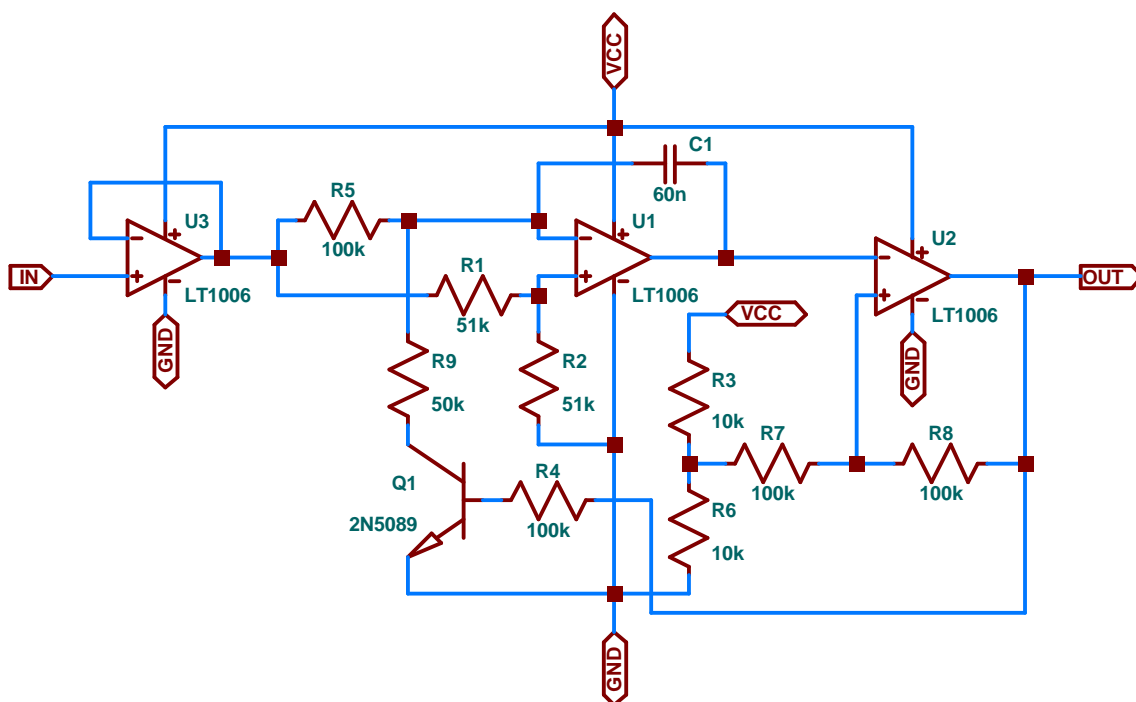 VCC
C1
60n
R5
100k
U3
U1
U2
R1
51k
IN
LT1006
LT1006
OUT
LT1006
VCC
GND
GND
R9
50k
R2
51k
R3
10k
R7
100k
R8
100k
Q1
2N5089
R4
100k
R6
10k
GND